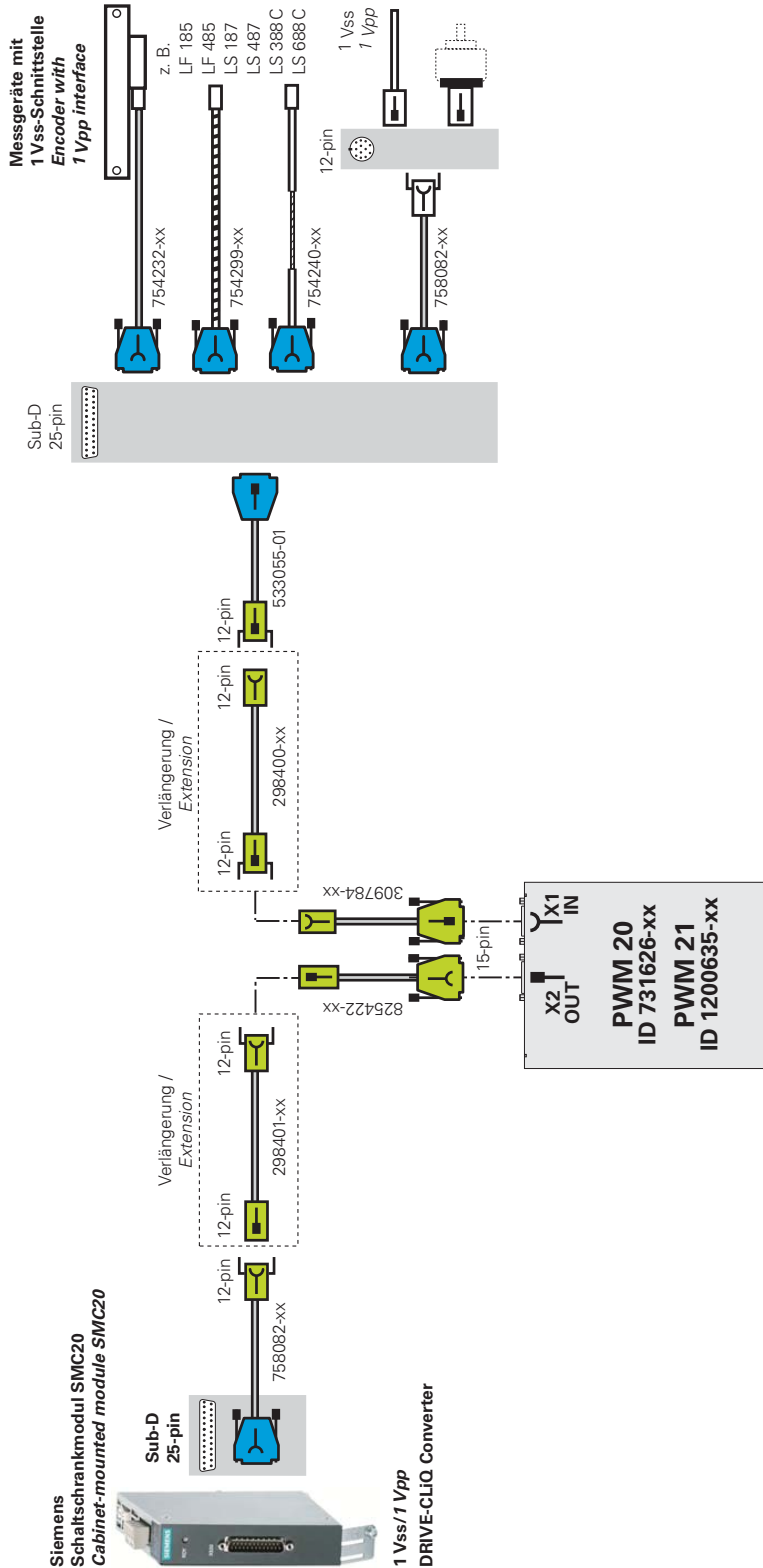 Messgeräte mit
1 Vss-Schnittstelle
Encoder with
1 Vpp interface
z. B.
LF 185
LF 485
LS 187
LS 487
LS 388 C
LS 688 C
1 Vss
1 Vpp
12-pin
754232-xx
754299-xx
754240-xx
758082-xx
Sub-D
25-pin
533055-01
12-pin
Verlängerung /
Extension
12-pin
298400-xx
12-pin
309784-xx
15-pin
825422-xx
X1
IN
X2
OUT
PWM 20
ID 731626-xx
PWM 21
ID 1200635-xx
Verlängerung /
Extension
12-pin
298401-xx
12-pin
12-pin
758082-xx
Sub-D
25-pin
Siemens
Schaltschrankmodul SMC20
Cabinet-mounted module SMC20
SIEMENS
1 Vss/1 Vpp
DRIVE-CLiQ Converter